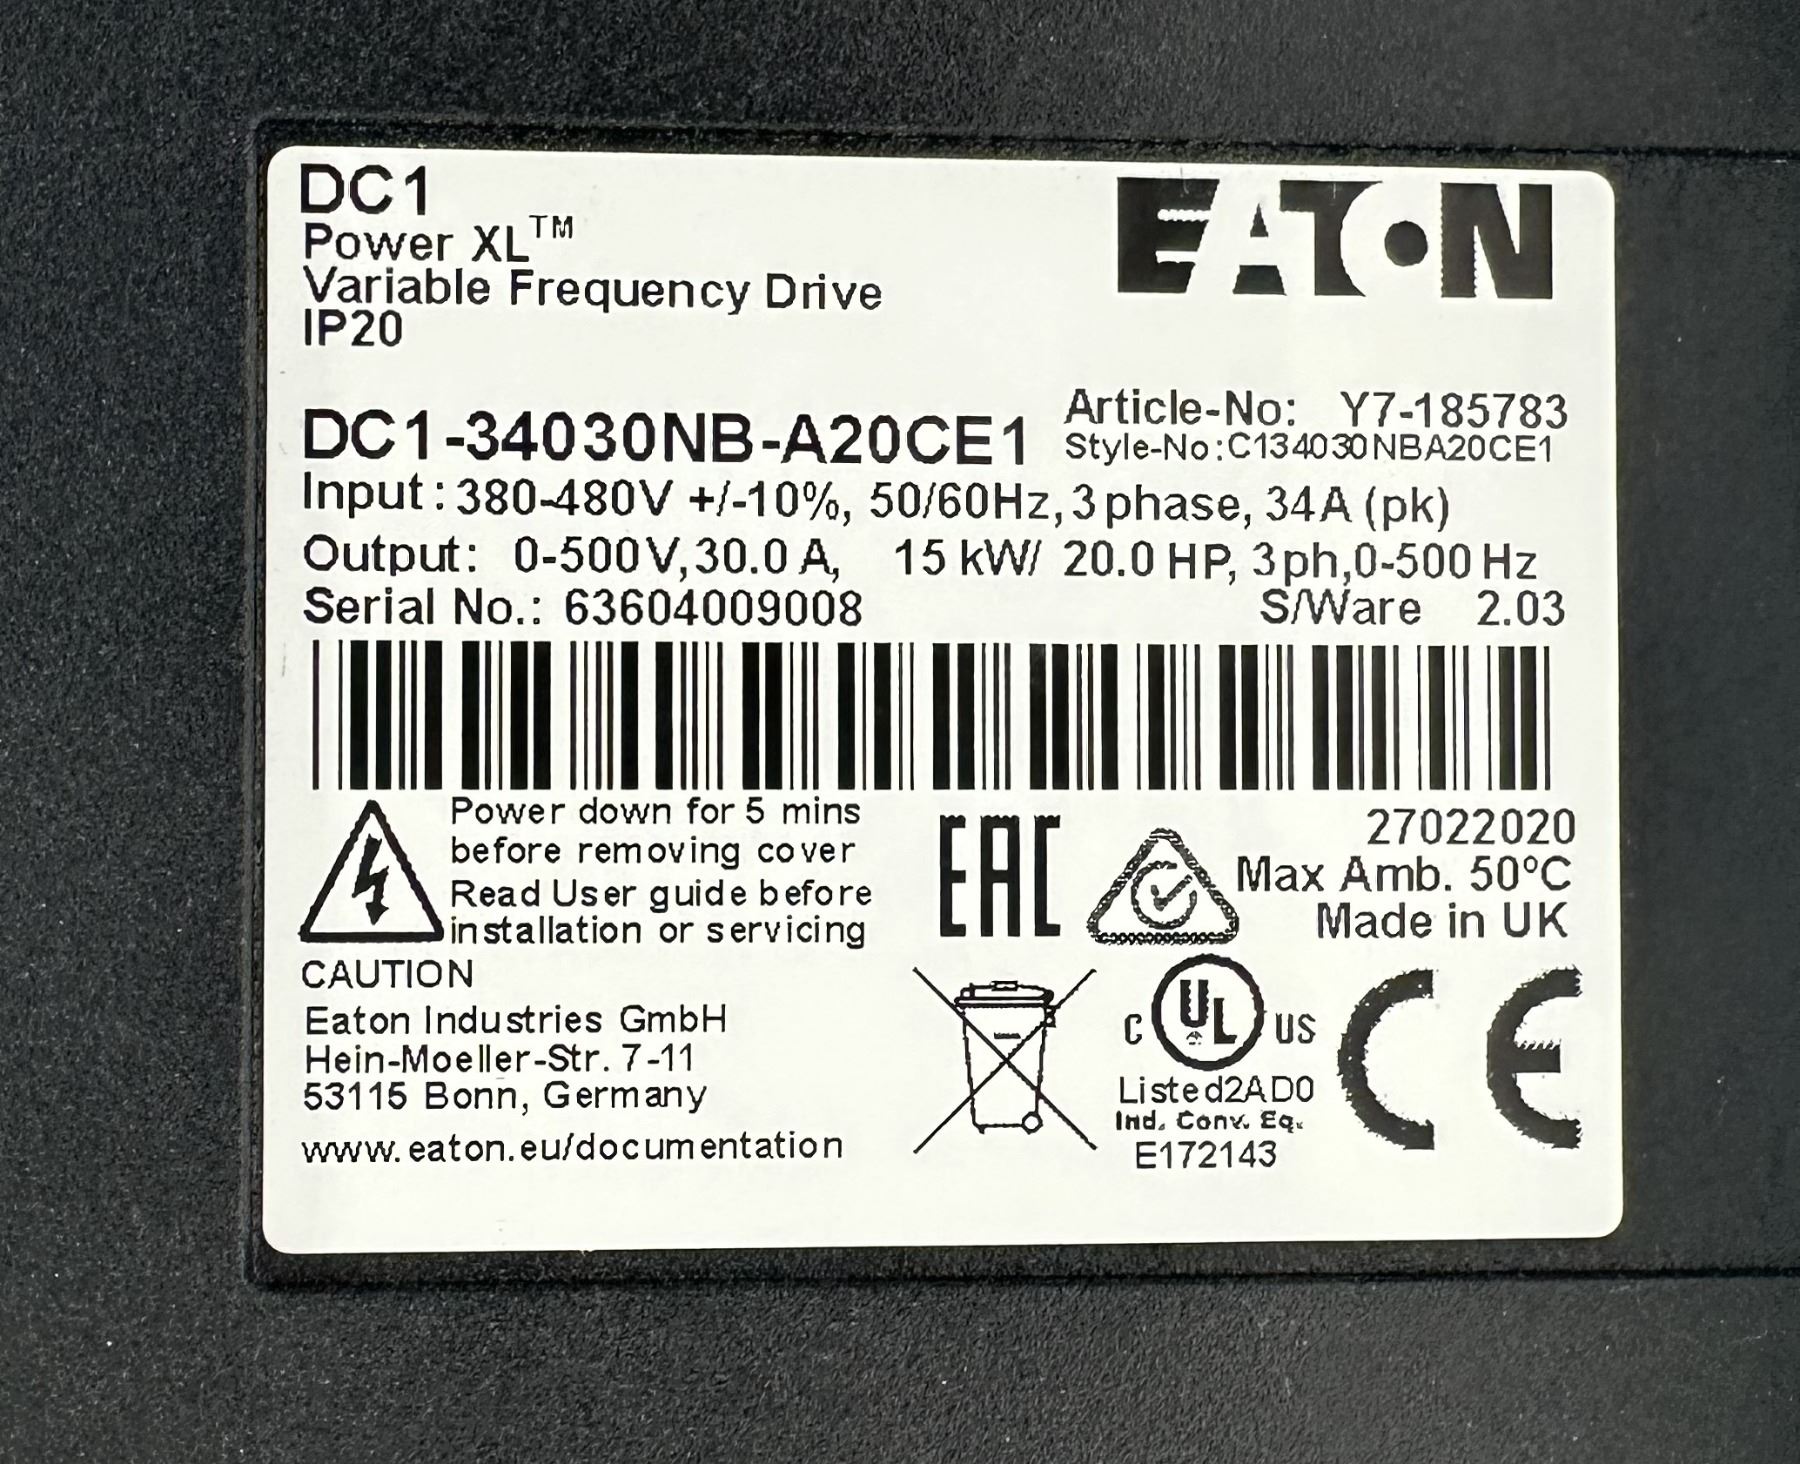 DC1
Power XL™
Variable Frequency Drive
IP20
EATON
DC1-34030NB-A20CE1
Article-No: Y7-185783
Style-No:C134030NBA20CE1
Input: 380-480V +/-10%, 50/60Hz, 3 phase, 34A (pk)
Output: 0-500V, 30.0 A, 15 kW/ 20.0 HP, 3ph,0-500 Hz
Serial No.: 63604009008 S/Ware 2.03
Power down for 5 mins
before removing cover
Read User guide before
installation or servicing
CAUTION
Eaton Industries GmbH
Hein-Moeller-Str. 7-11
53115 Bonn, Germany
www.eaton.eu/documentation
EAC
27022020
Max Amb. 50°C
Made in UK
C UL US
Listed2AD0
Ind. Conv. Eq.
E172143
CE